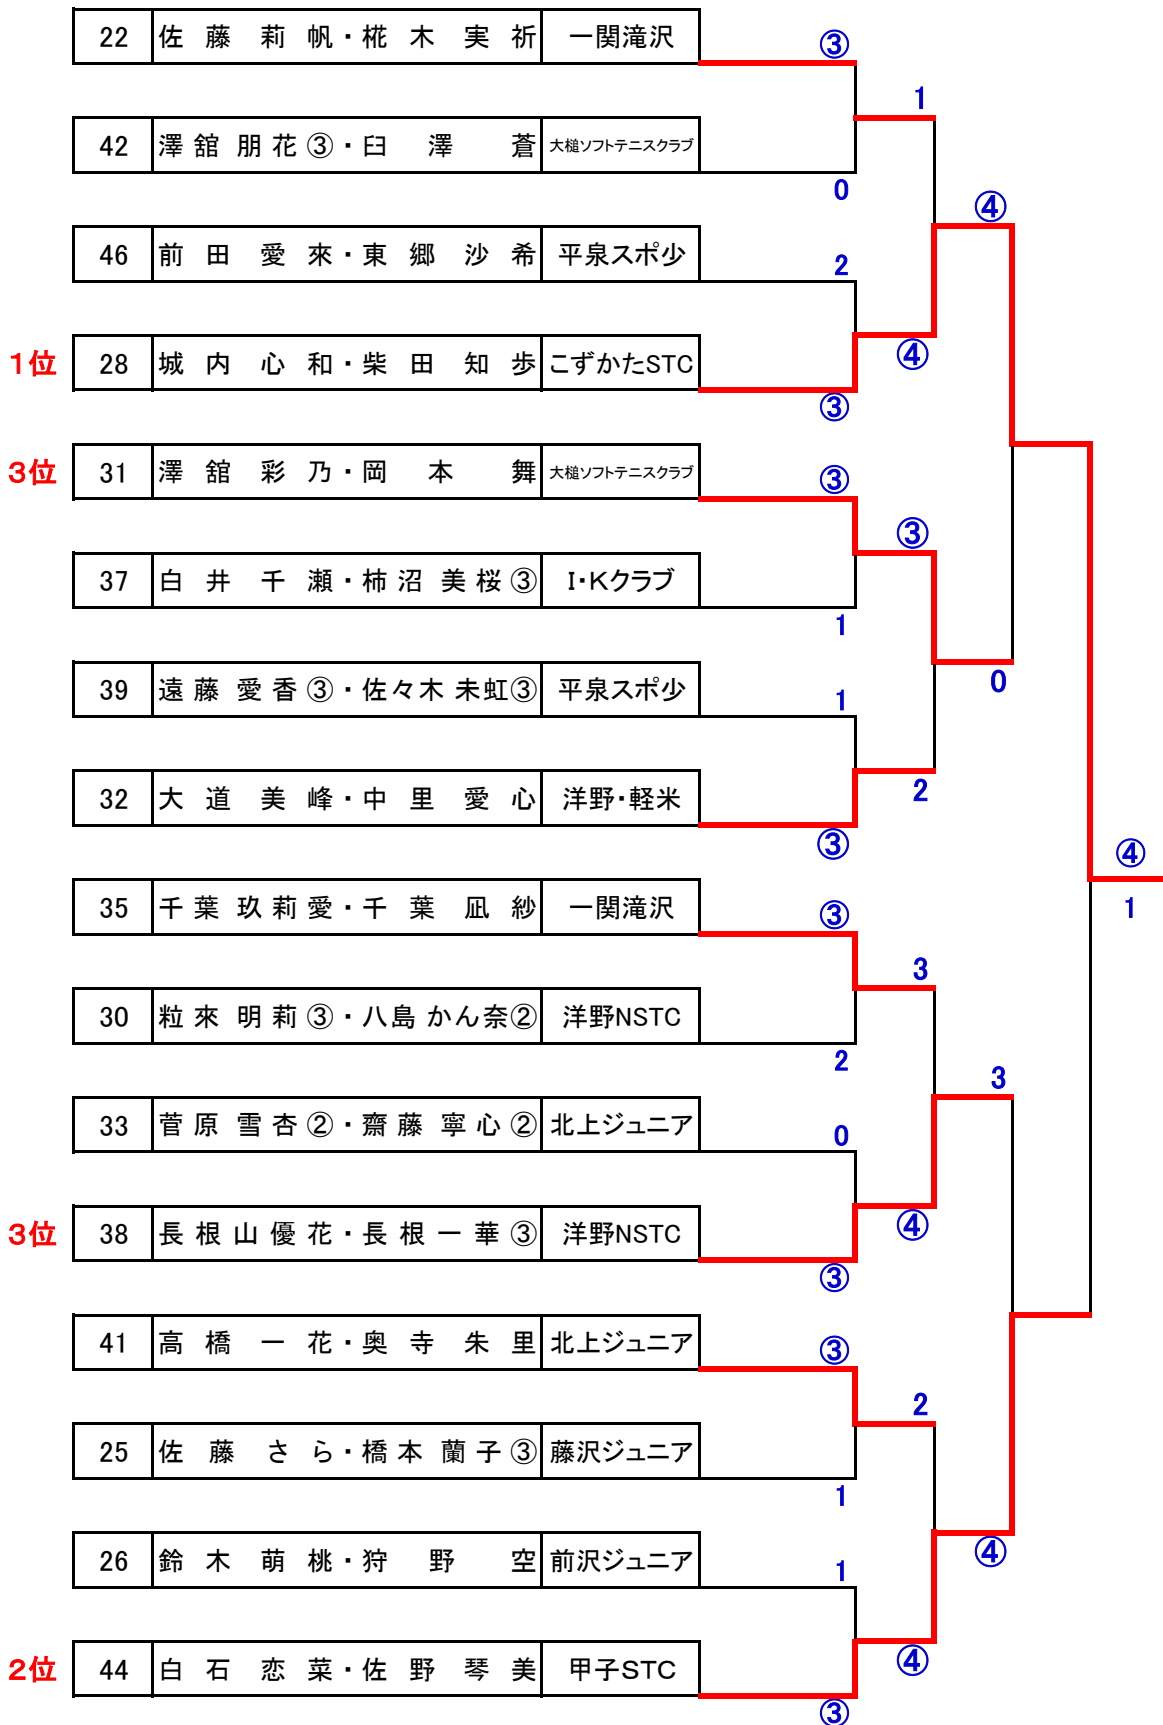 22 佐藤莉帆・椛木実祈 一関滝沢
③
1
42 澤舘朋花③・臼澤蒼 大槌ソフトテニスクラブ
0
④
46 前田愛來・東郷沙希 平泉スポ少
2
1位 28 城内心和・柴田知歩 こずかたSTC
④
③
3位 31 澤舘彩乃・岡本舞 大槌ソフトテニスクラブ
③
③
37 白井千瀬・柿沼美桜③ I・Kクラブ
1
0
39 遠藤愛香③・佐々木未虹③ 平泉スポ少
1
2
32 大道美峰・中里愛心 洋野・軽米
③
④
1
35 千葉玖莉愛・千葉凪紗 一関滝沢
③
3
30 粒來明莉③・八島かん奈② 洋野NSTC
2
3
33 菅原雪杏②・齋藤寧心② 北上ジュニア
0
3位 38 長根山優花・長根一華③ 洋野NSTC
④
③
41 高橋一花・奥寺朱里 北上ジュニア
③
2
25 佐藤さら・橋本蘭子③ 藤沢ジュニア
1
④
26 鈴木萌桃・狩野空 前沢ジュニア
1
2位 44 白石恋菜・佐野琴美 甲子STC
④
③